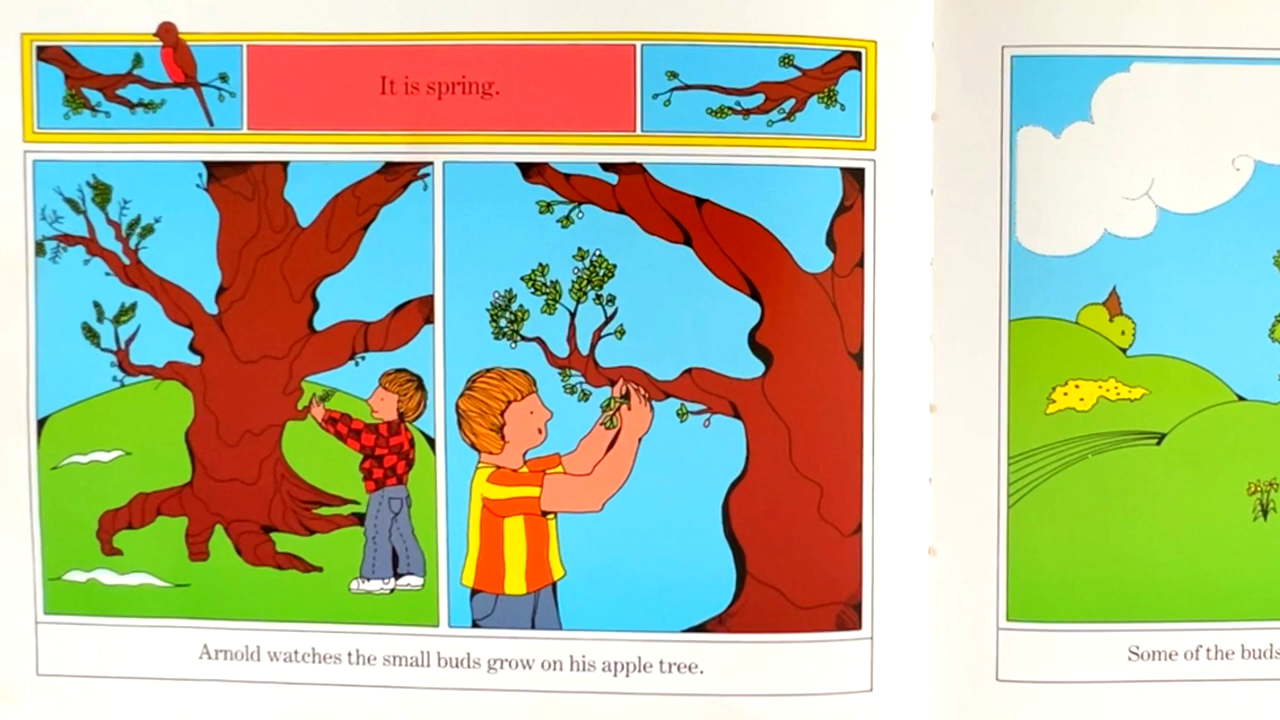 It is spring.
Arnold watches the small buds grow on his apple tree.
Some of the buds